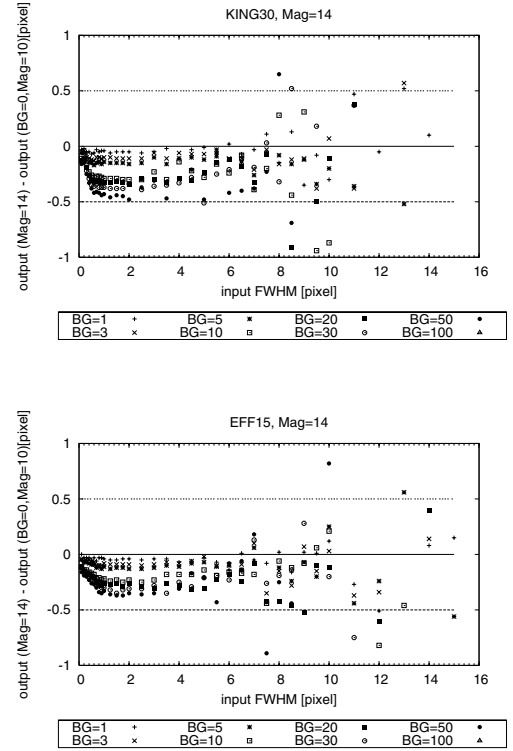 KING30, Mag=14
output (Mag=14) - output (BG=0,Mag=10)[pixel]
1
0.5
0
-0.5
-1
0 2 4 6 8 10 12 14 16
input FWHM [pixel]
BG=1 BG=5 BG=20 BG=50
BG=3 BG=10 BG=30 BG=100
EFF15, Mag=14
output (Mag=14) - output (BG=0,Mag=10)[pixel]
1
0.5
0
-0.5
-1
0 2 4 6 8 10 12 14 16
input FWHM [pixel]
BG=1 BG=5 BG=20 BG=50
BG=3 BG=10 BG=30 BG=100